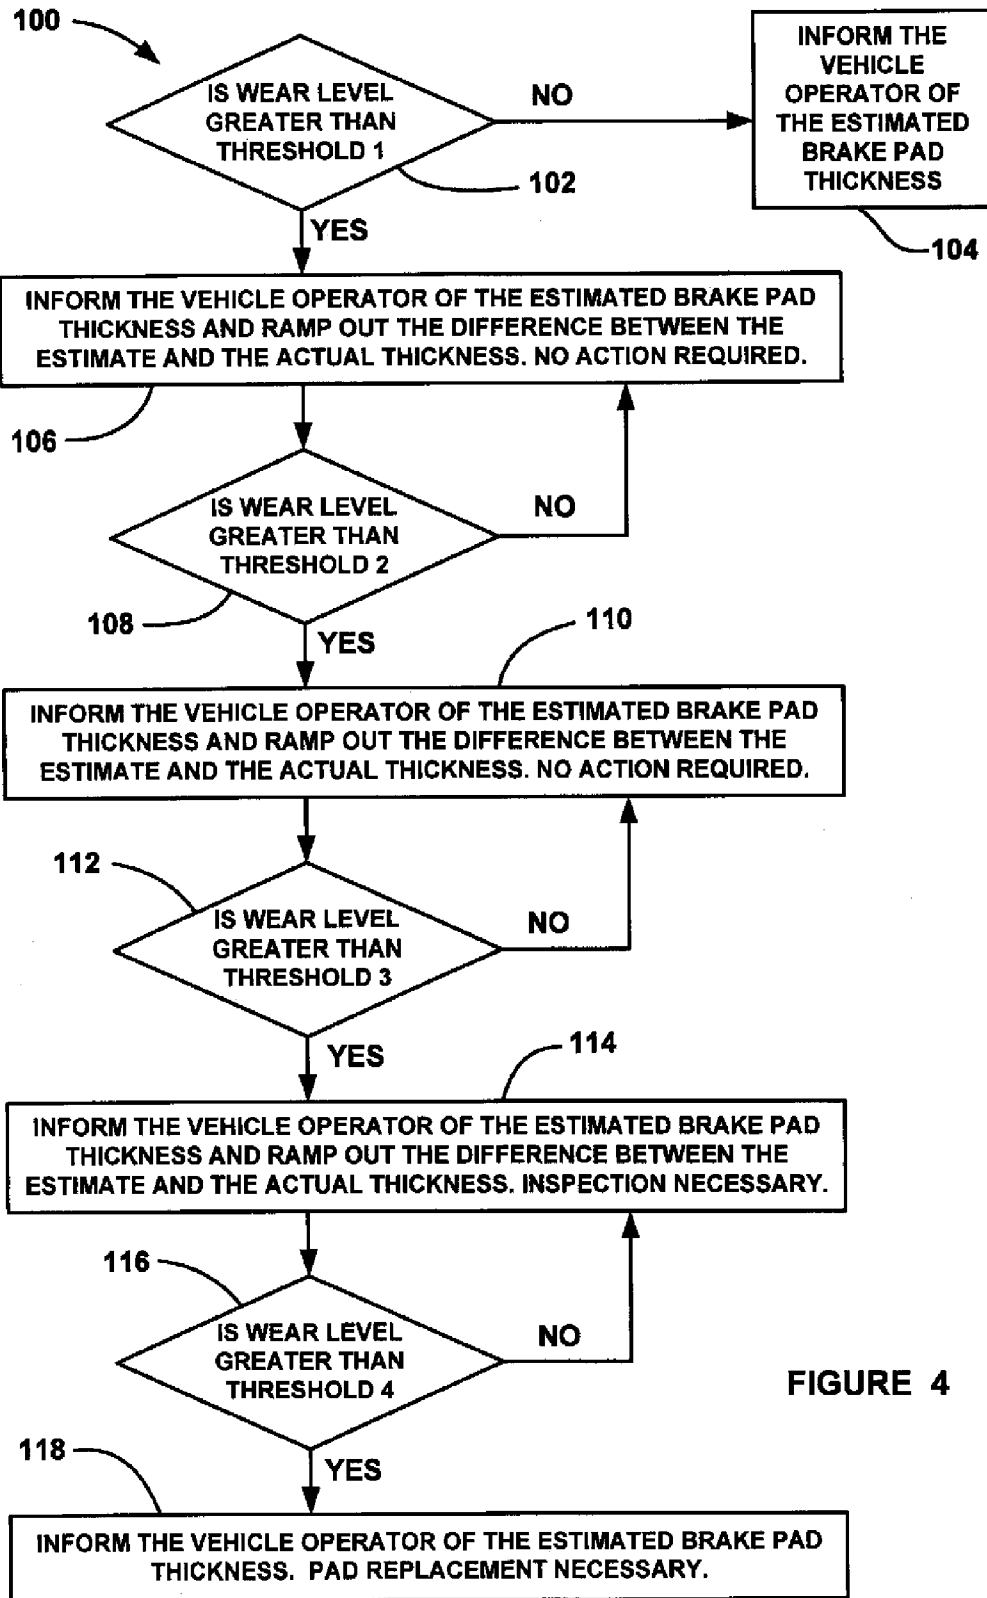 100
IS WEAR LEVEL
GREATER THAN
THRESHOLD 1
NO
INFORM THE
VEHICLE
OPERATOR OF
THE ESTIMATED
BRAKE PAD
THICKNESS
102
104
YES
INFORM THE VEHICLE OPERATOR OF THE ESTIMATED BRAKE PAD
THICKNESS AND RAMP OUT THE DIFFERENCE BETWEEN THE
ESTIMATE AND THE ACTUAL THICKNESS. NO ACTION REQUIRED.
106
IS WEAR LEVEL
GREATER THAN
THRESHOLD 2
NO
108
YES
110
INFORM THE VEHICLE OPERATOR OF THE ESTIMATED BRAKE PAD
THICKNESS AND RAMP OUT THE DIFFERENCE BETWEEN THE
ESTIMATE AND THE ACTUAL THICKNESS. NO ACTION REQUIRED.
112
IS WEAR LEVEL
GREATER THAN
THRESHOLD 3
NO
YES
114
INFORM THE VEHICLE OPERATOR OF THE ESTIMATED BRAKE PAD
THICKNESS AND RAMP OUT THE DIFFERENCE BETWEEN THE
ESTIMATE AND THE ACTUAL THICKNESS. INSPECTION NECESSARY.
116
IS WEAR LEVEL
GREATER THAN
THRESHOLD 4
NO
FIGURE 4
118
YES
INFORM THE VEHICLE OPERATOR OF THE ESTIMATED BRAKE PAD
THICKNESS. PAD REPLACEMENT NECESSARY.